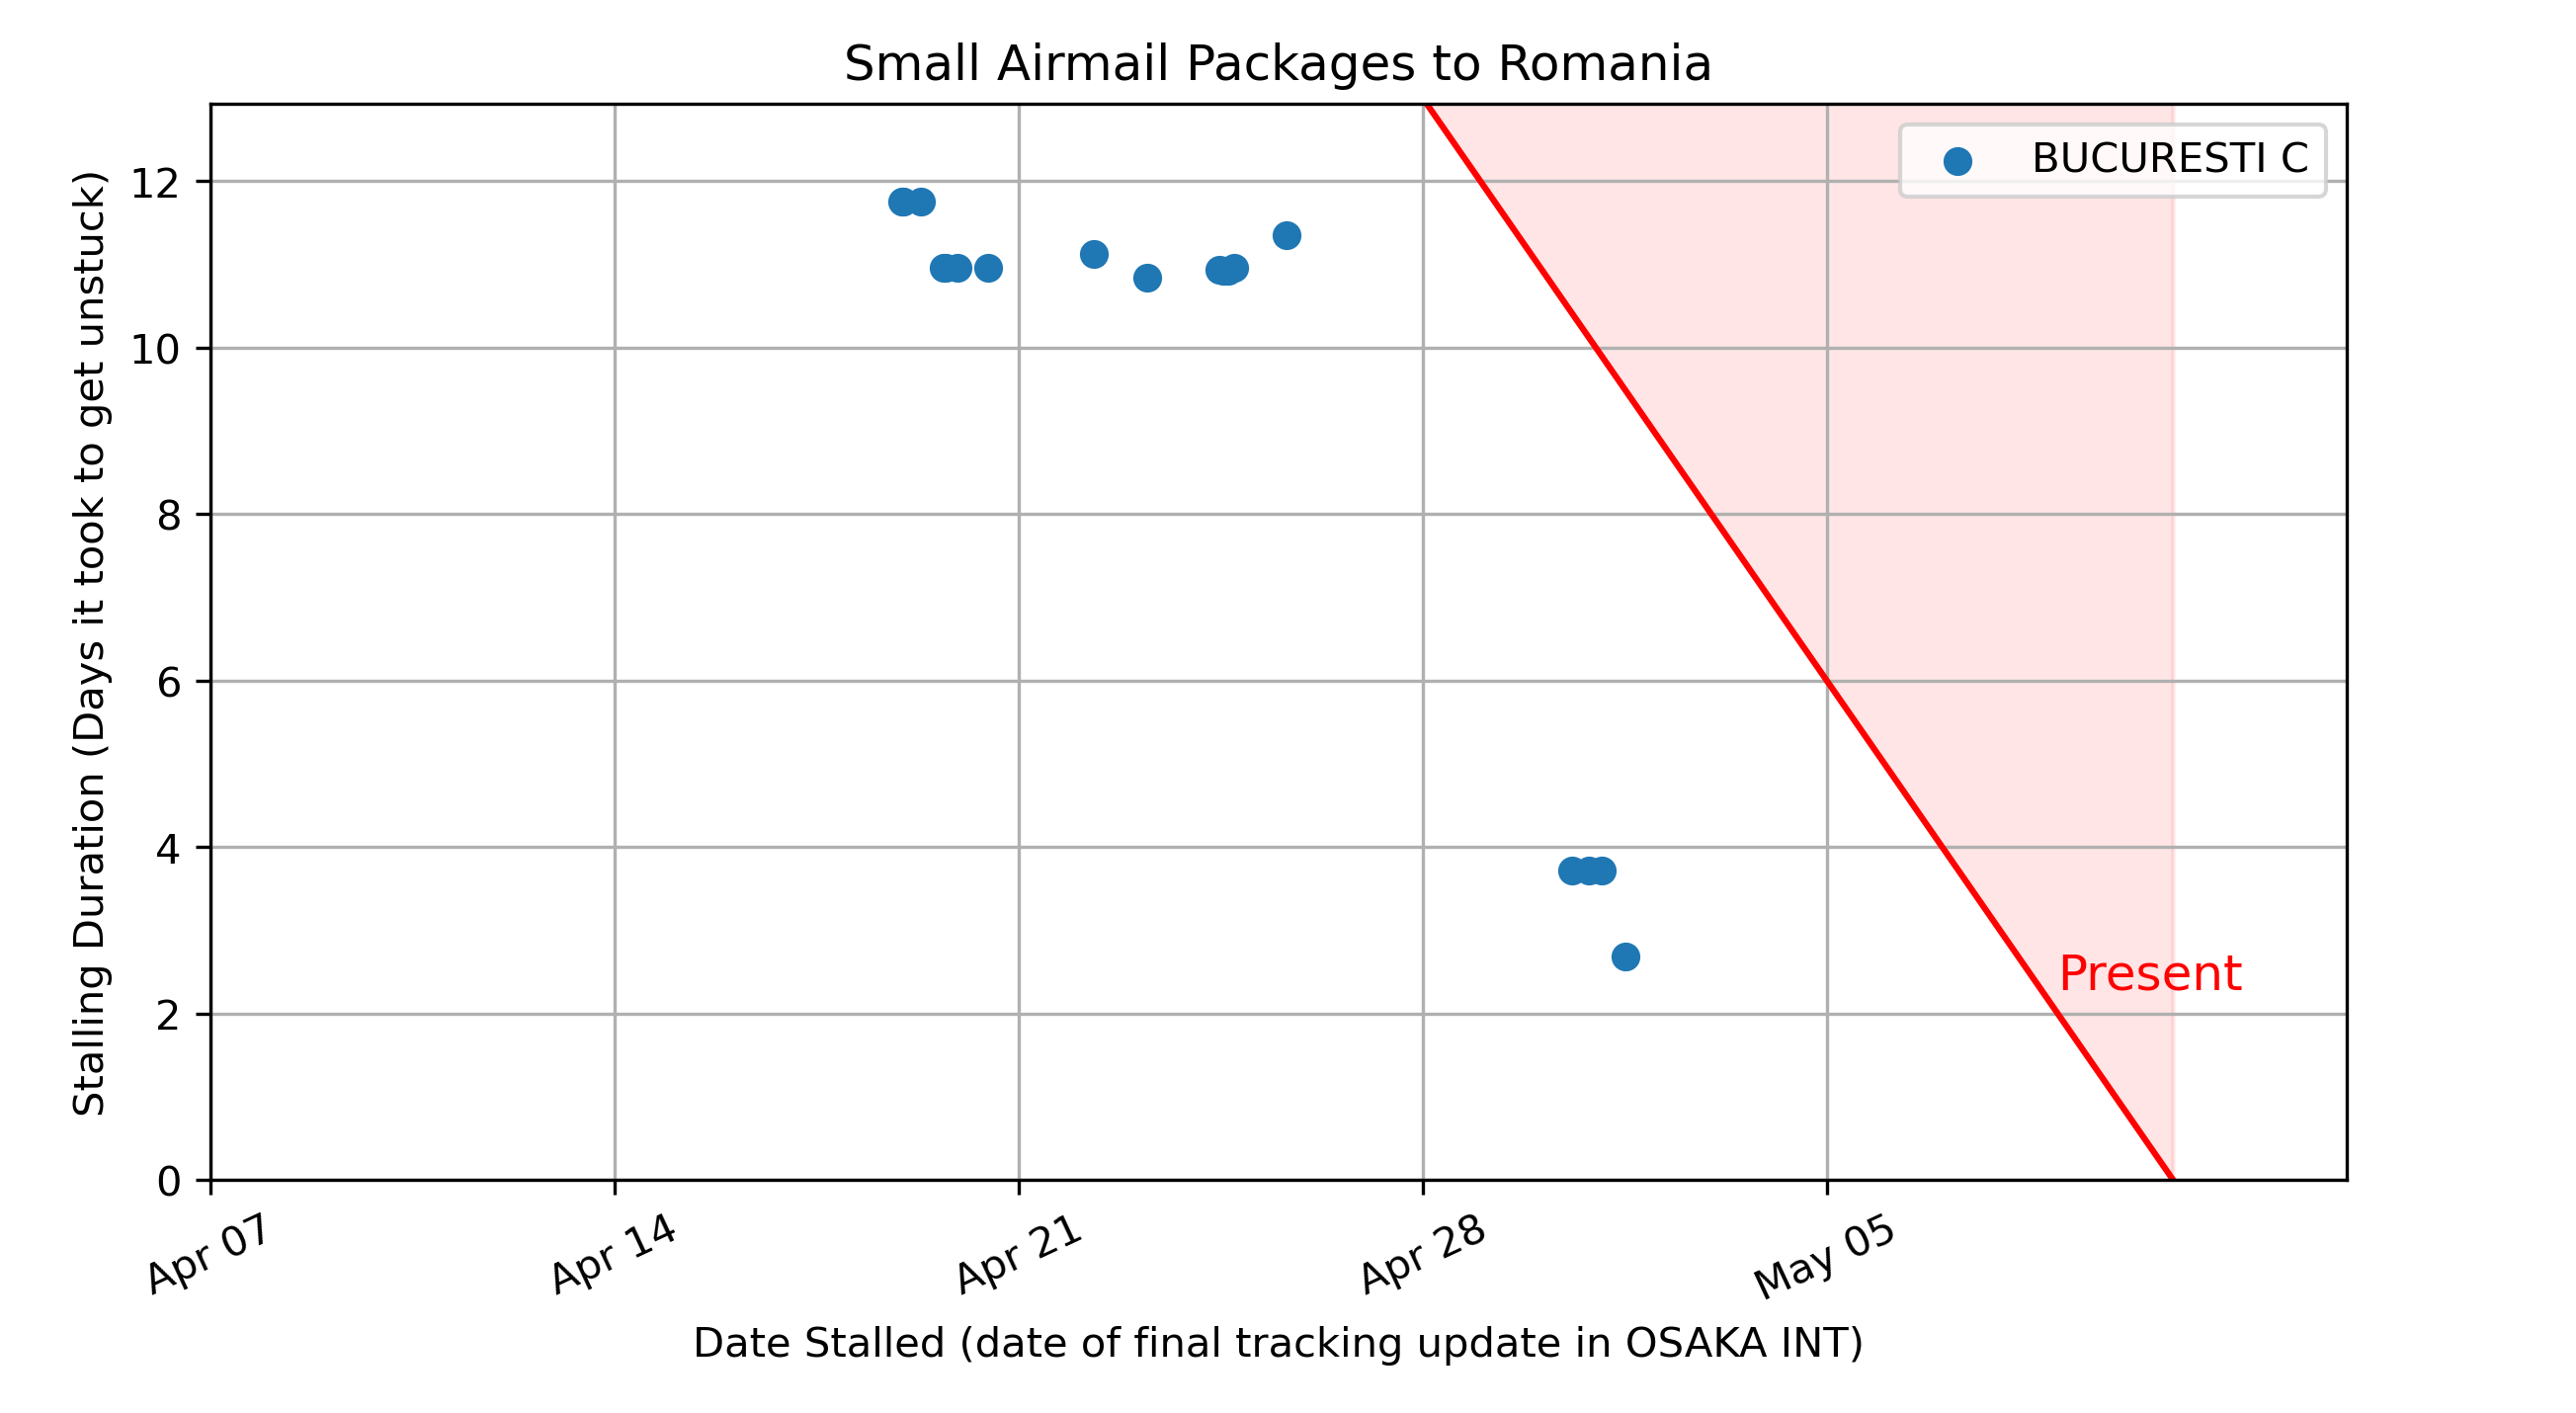 Small Airmail Packages to Romania
BUCURESTI C
Stalling Duration (Days it took to get unstuck)
12
10
8
6
4
2
0
Present
Apr 07
Apr 14
Apr 21
Apr 28
May 05
Date Stalled (date of final tracking update in OSAKA INT)